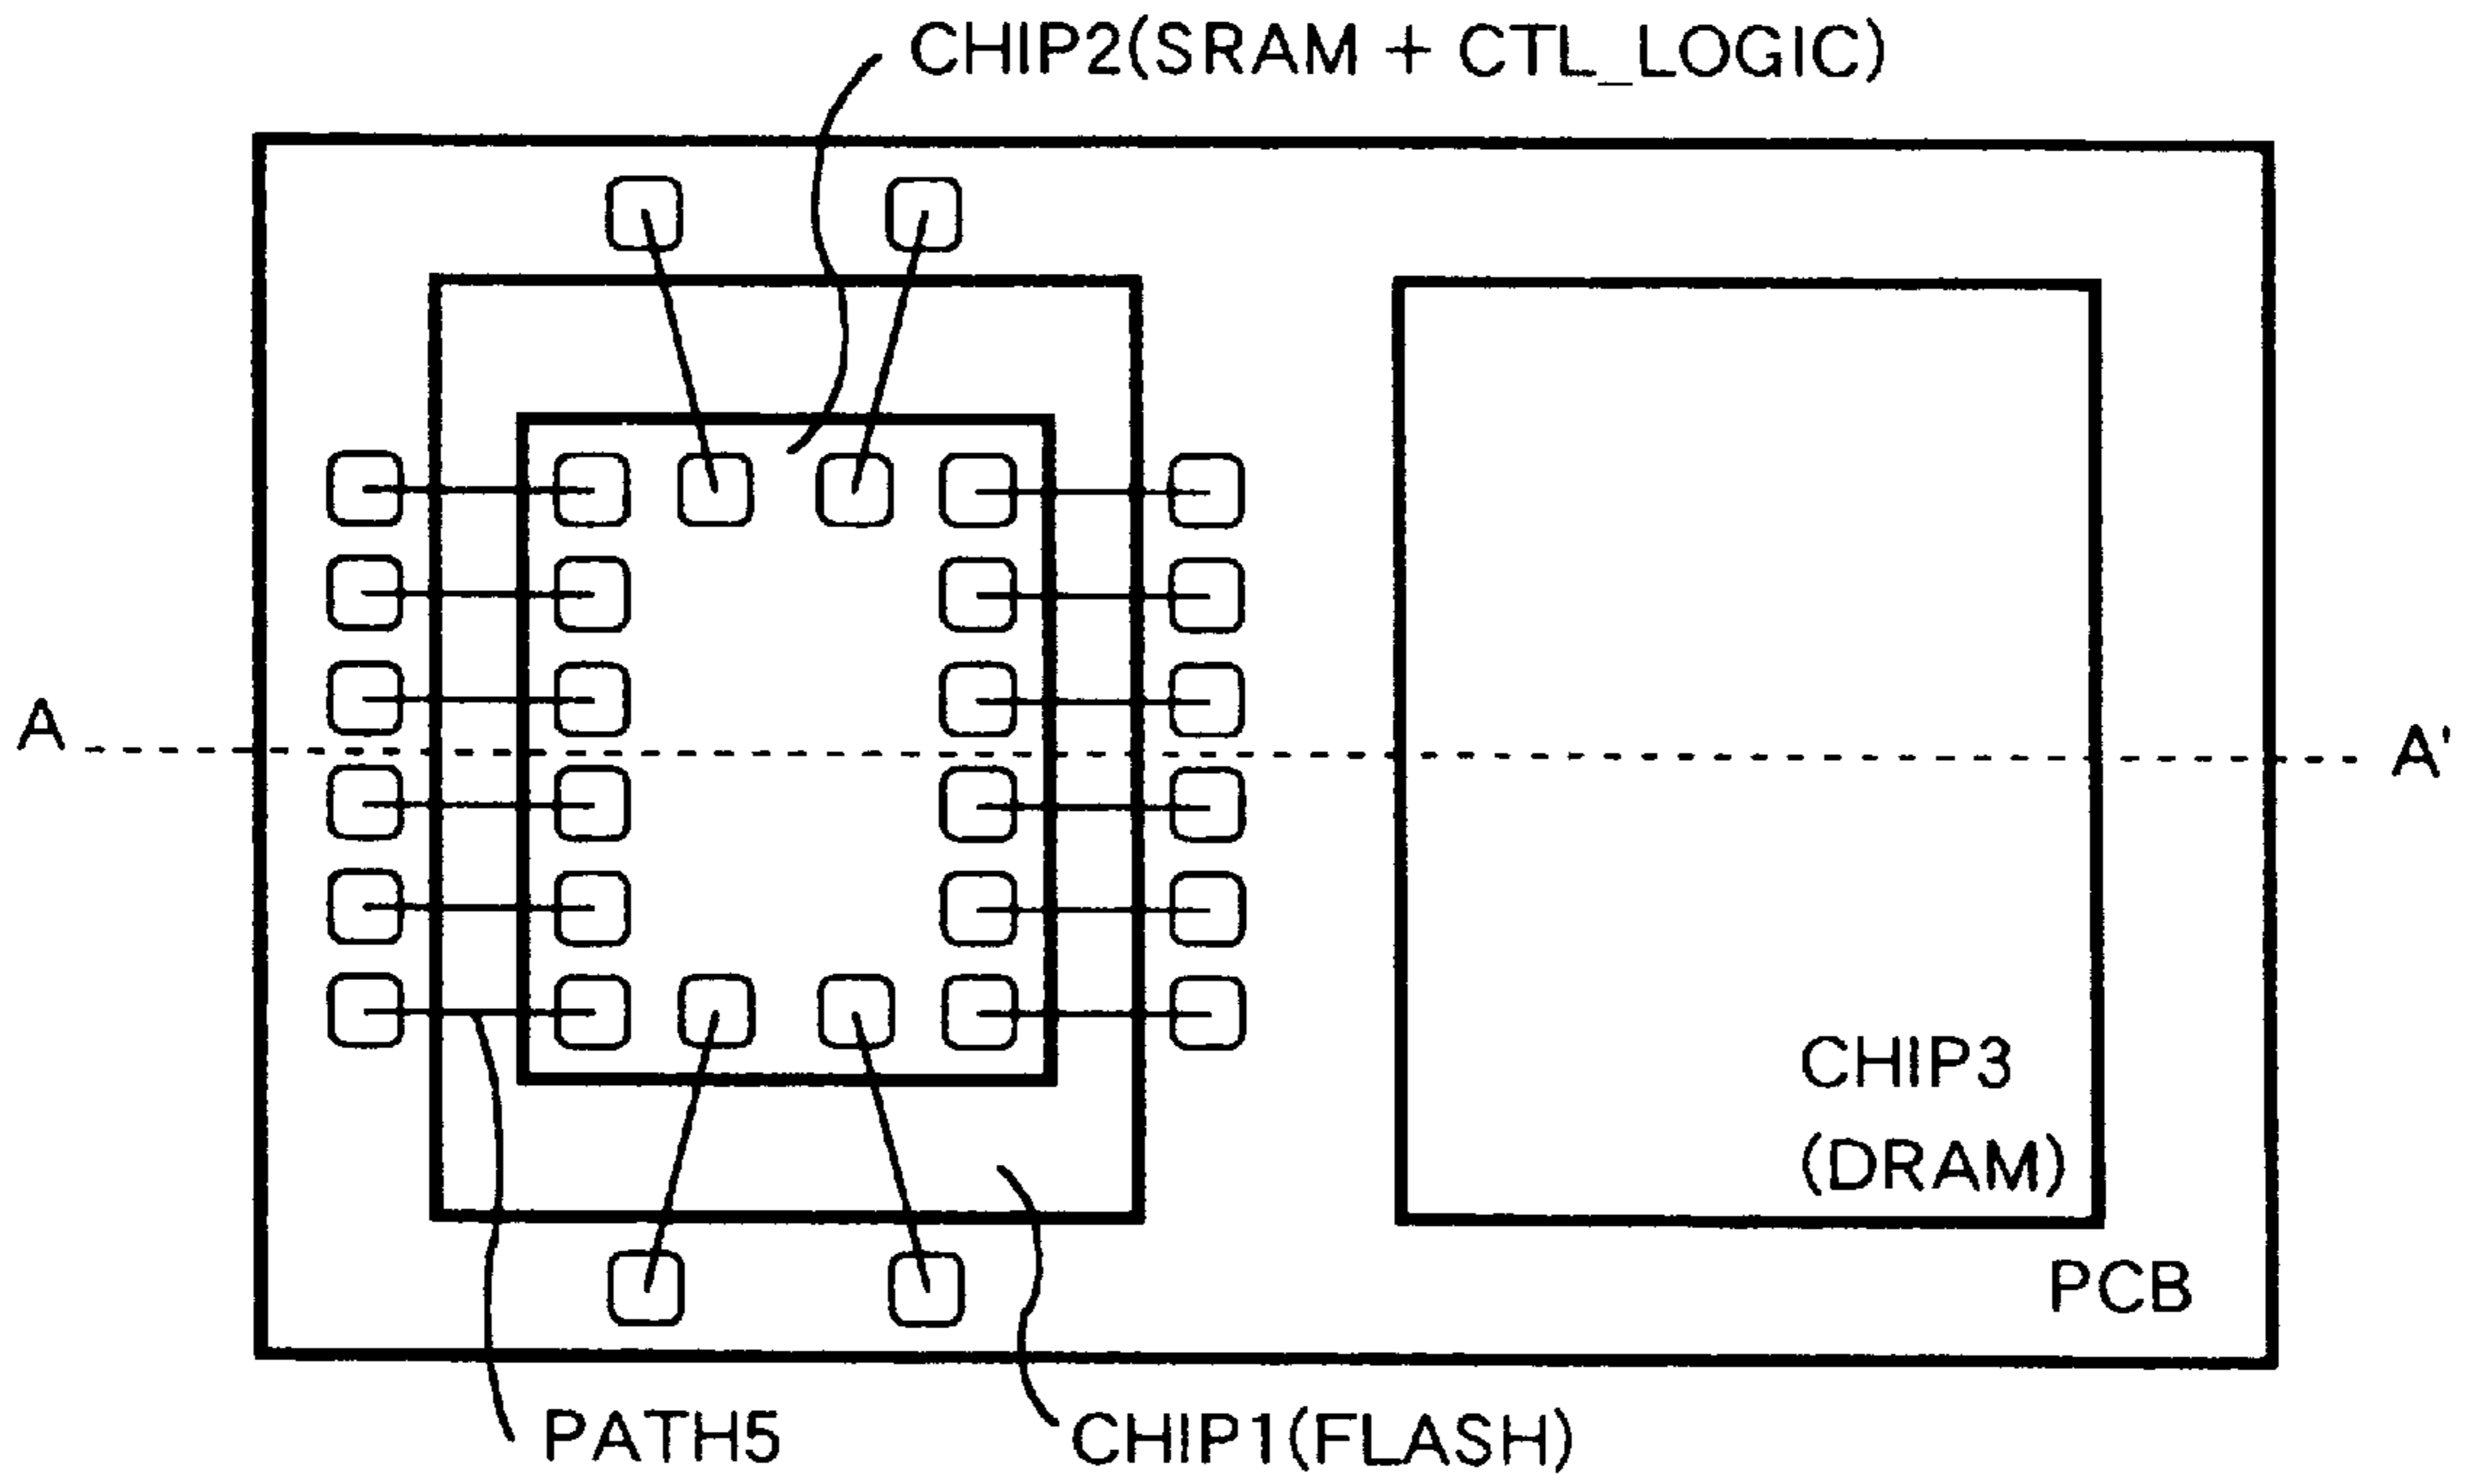 CHIP2(SRAM + CTL_LOGIC)
A
A'
CHIP3
(DRAM)
PCB
PATH5
CHIP1(FLASH)